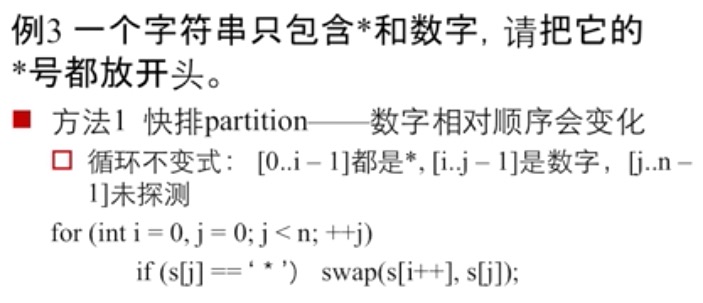 例3 一个字符串只包含*和数字, 请把它的
*号都放开头。
方法1 快排partition——数字相对顺序会变化
循环不变式： [0..i – 1]都是*, [i..j – 1]是数字，[j..n –
1]未探测
for (int i = 0, j = 0; j < n; ++j)
if (s[j] == ‘ * ’) swap(s[i++], s[j]);